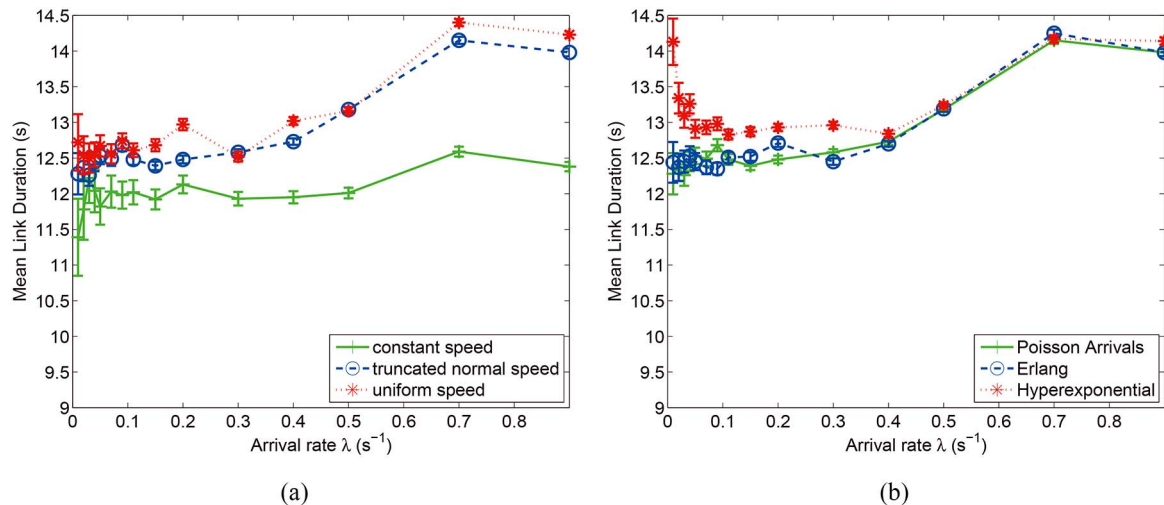 14.5
14
13.5
13
12.5
12
11.5
11
10.5
10
9.5
9
Mean Link Duration (s)
constant speed
truncated normal speed
uniform speed
0 0.1 0.2 0.3 0.4 0.5 0.6 0.7 0.8
Arrival rate λ (s⁻¹)
(a)
14.5
14
13.5
13
12.5
12
11.5
11
10.5
10
9.5
9
Mean Link Duration (s)
Poisson Arrivals
Erlang
Hyperexponential
0 0.1 0.2 0.3 0.4 0.5 0.6 0.7 0.8
Arrival rate λ (s⁻¹)
(b)